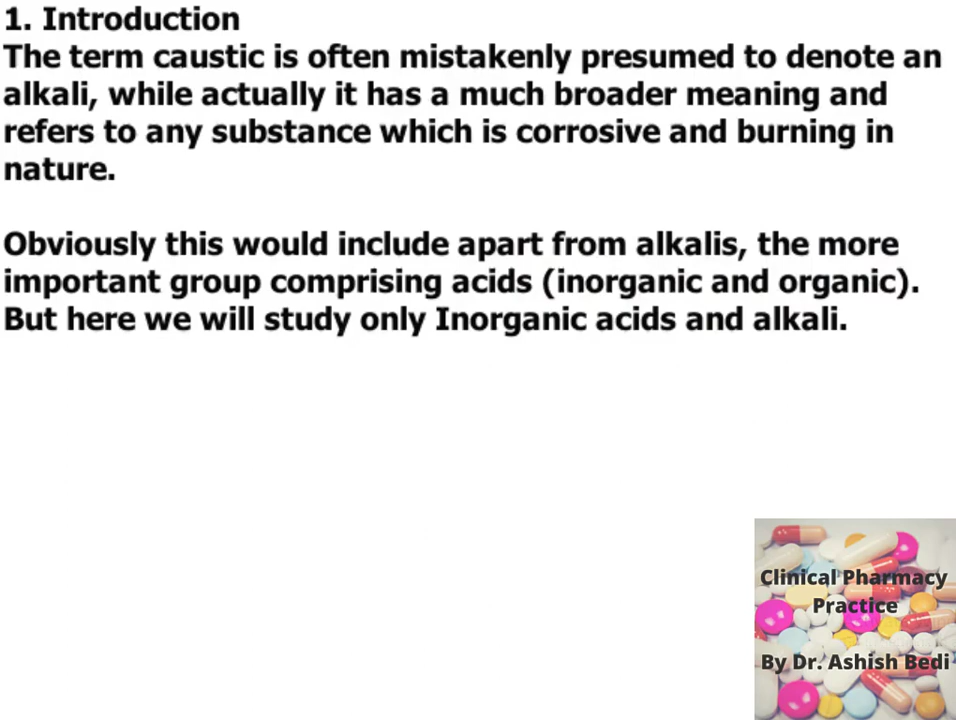 1. Introduction
The term caustic is often mistakenly presumed to denote an
alkali, while actually it has a much broader meaning and
refers to any substance which is corrosive and burning in
nature.
Obviously this would include apart from alkalis, the more
important group comprising acids (inorganic and organic).
But here we will study only Inorganic acids and alkali.
Clinical Pharmacy
Practice
By Dr. Ashish Bedi